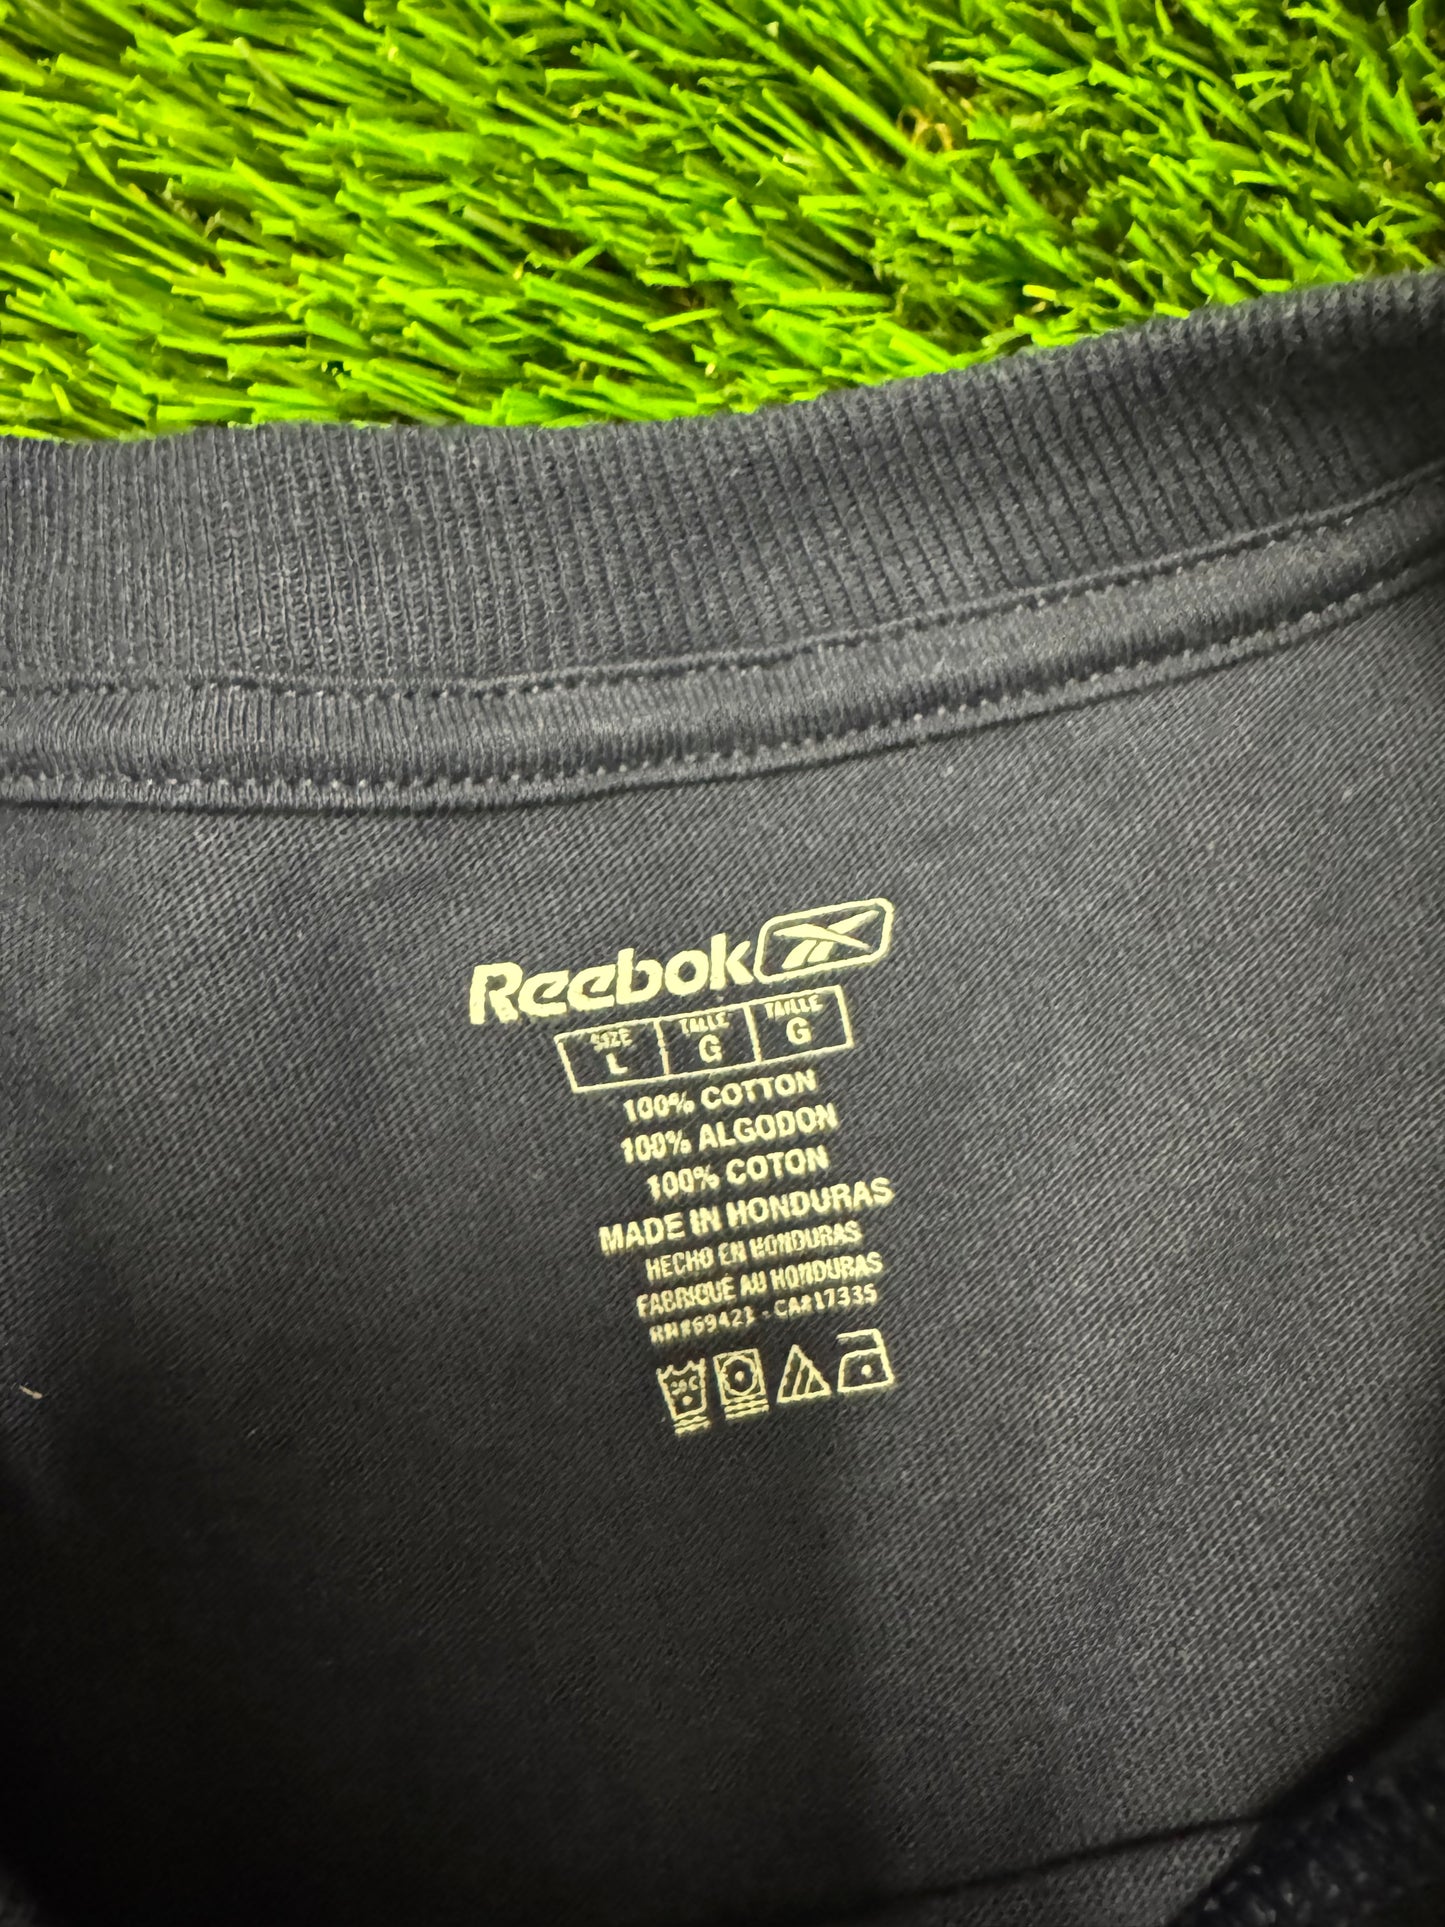 Reebok
SIZE TALLE TAILLE
L G G
100% COTTON
100% ALGODON
100% COTON
MADE IN HONDURAS
HECHO EN HONDURAS
FABRIQUÉ AU HONDURAS
RN#69421 - CA#17335